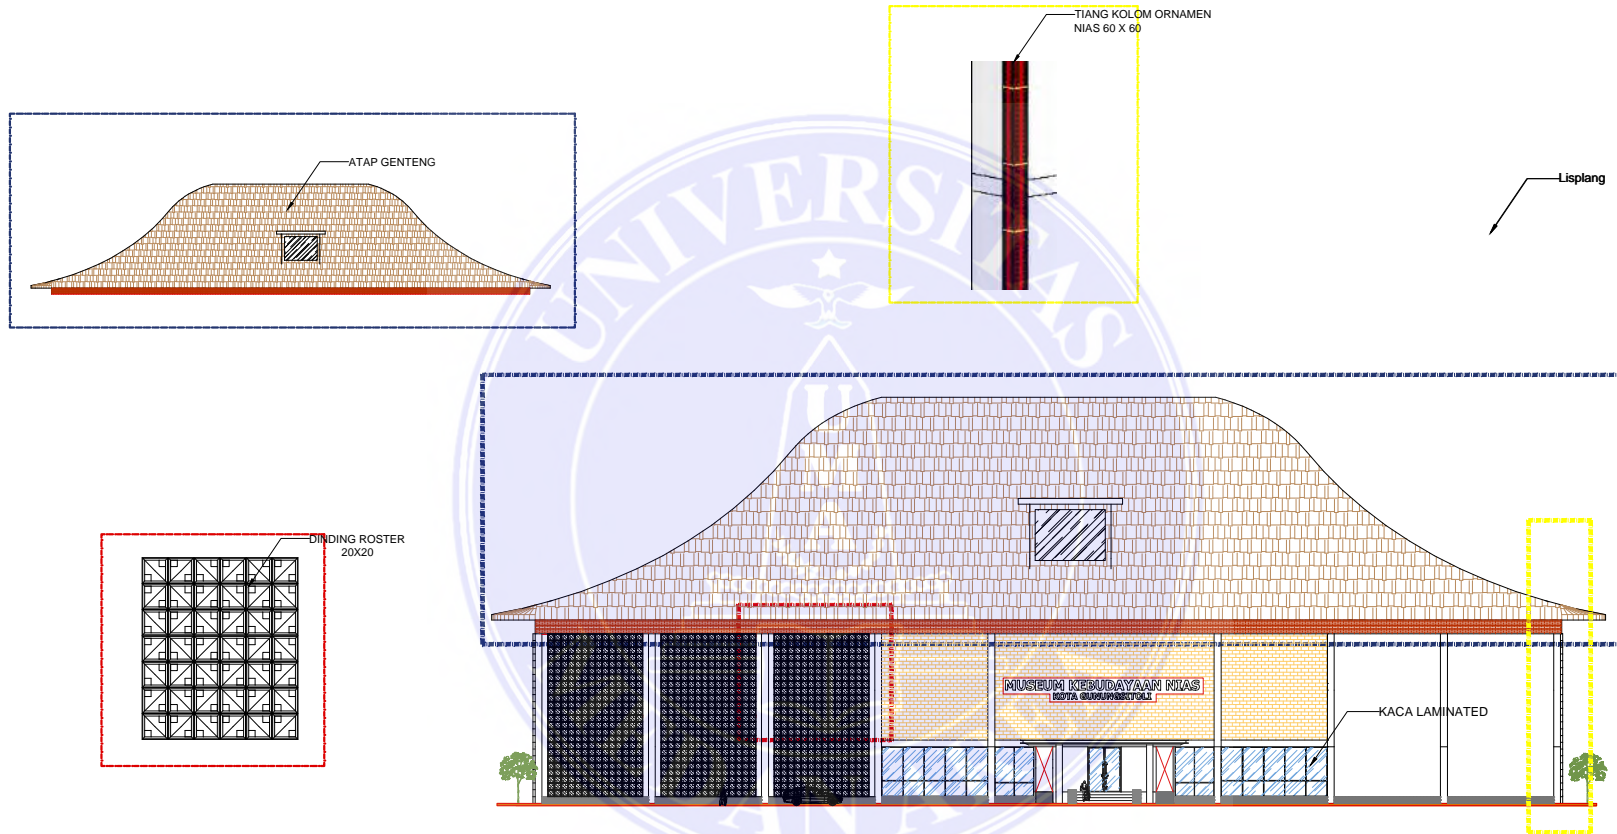 TIANG KOLOM ORNAMEN
NIAS 60 X 60
ATAP GENTENG
Lisplang
UNIVERSITAS
DINDING ROSTER
20X20
MUSEUM KEBUDAYAAN NIAS
KOTA GUNUNGSITOLI
KACA LAMINATED